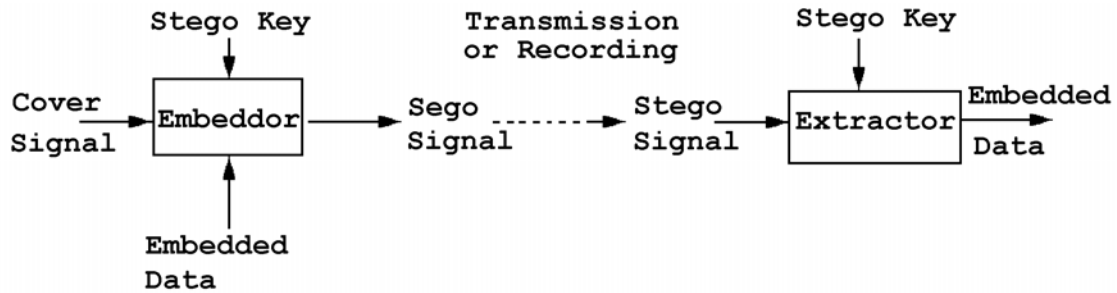 Stego Key
Transmission
or Recording
Stego Key
Cover
Signal
Embeddor
Sego
Signal
Stego
Signal
Extractor
Embedded
Data
Embedded
Data